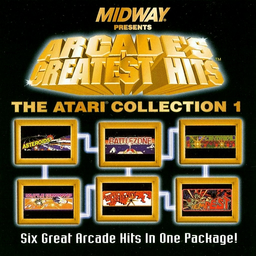 MIDWAY
PRESENTS
ARCADE'S
GREATEST HITS
THE ATARI COLLECTION 1
ASTEROIDS
BATTLEZONE
Six Great Arcade Hits In One Package!